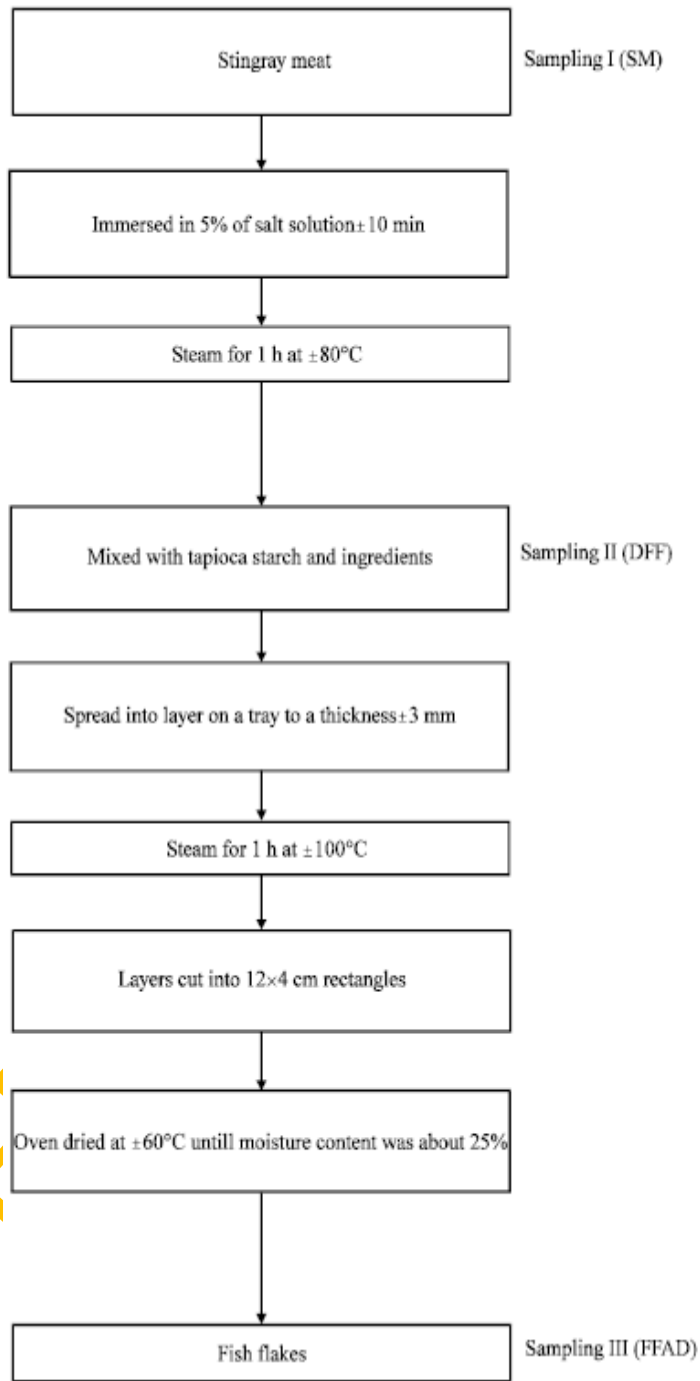 Stingray meat
Sampling I (SM)
Immersed in 5% of salt solution±10 min
Steam for 1 h at ±80°C
Mixed with tapioca starch and ingredients
Sampling II (DFF)
Spread into layer on a tray to a thickness±3 mm
Steam for 1 h at ±100°C
Layers cut into 12×4 cm rectangles
Oven dried at ±60°C untill moisture content was about 25%
Fish flakes
Sampling III (FFAD)